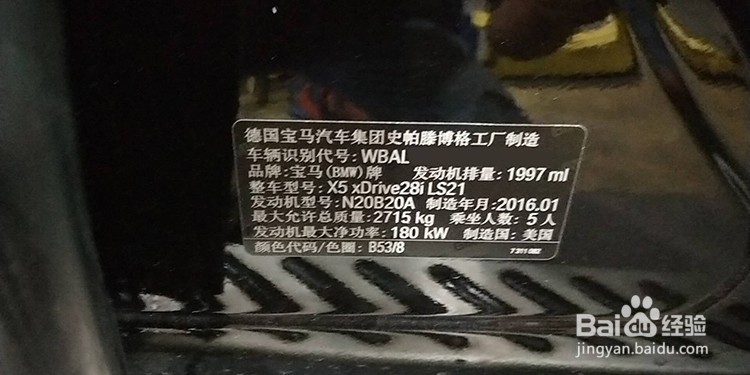 德国宝马汽车集团史帕滕博格工厂制造
车辆识别代号: WBAL
品牌: 宝马(BMW)牌 发动机排量: 1997 ml
整车型号: X5 xDrive28i LS21
发动机型号: N20B20A 制造年月: 2016.01
最大允许总质量: 2715 kg 乘坐人数: 5 人
发动机最大净功率: 180 kW 制造国: 美国
颜色代码/色圈: B53/8
7 311 082
Baidu 经验
jingyan.baidu.com